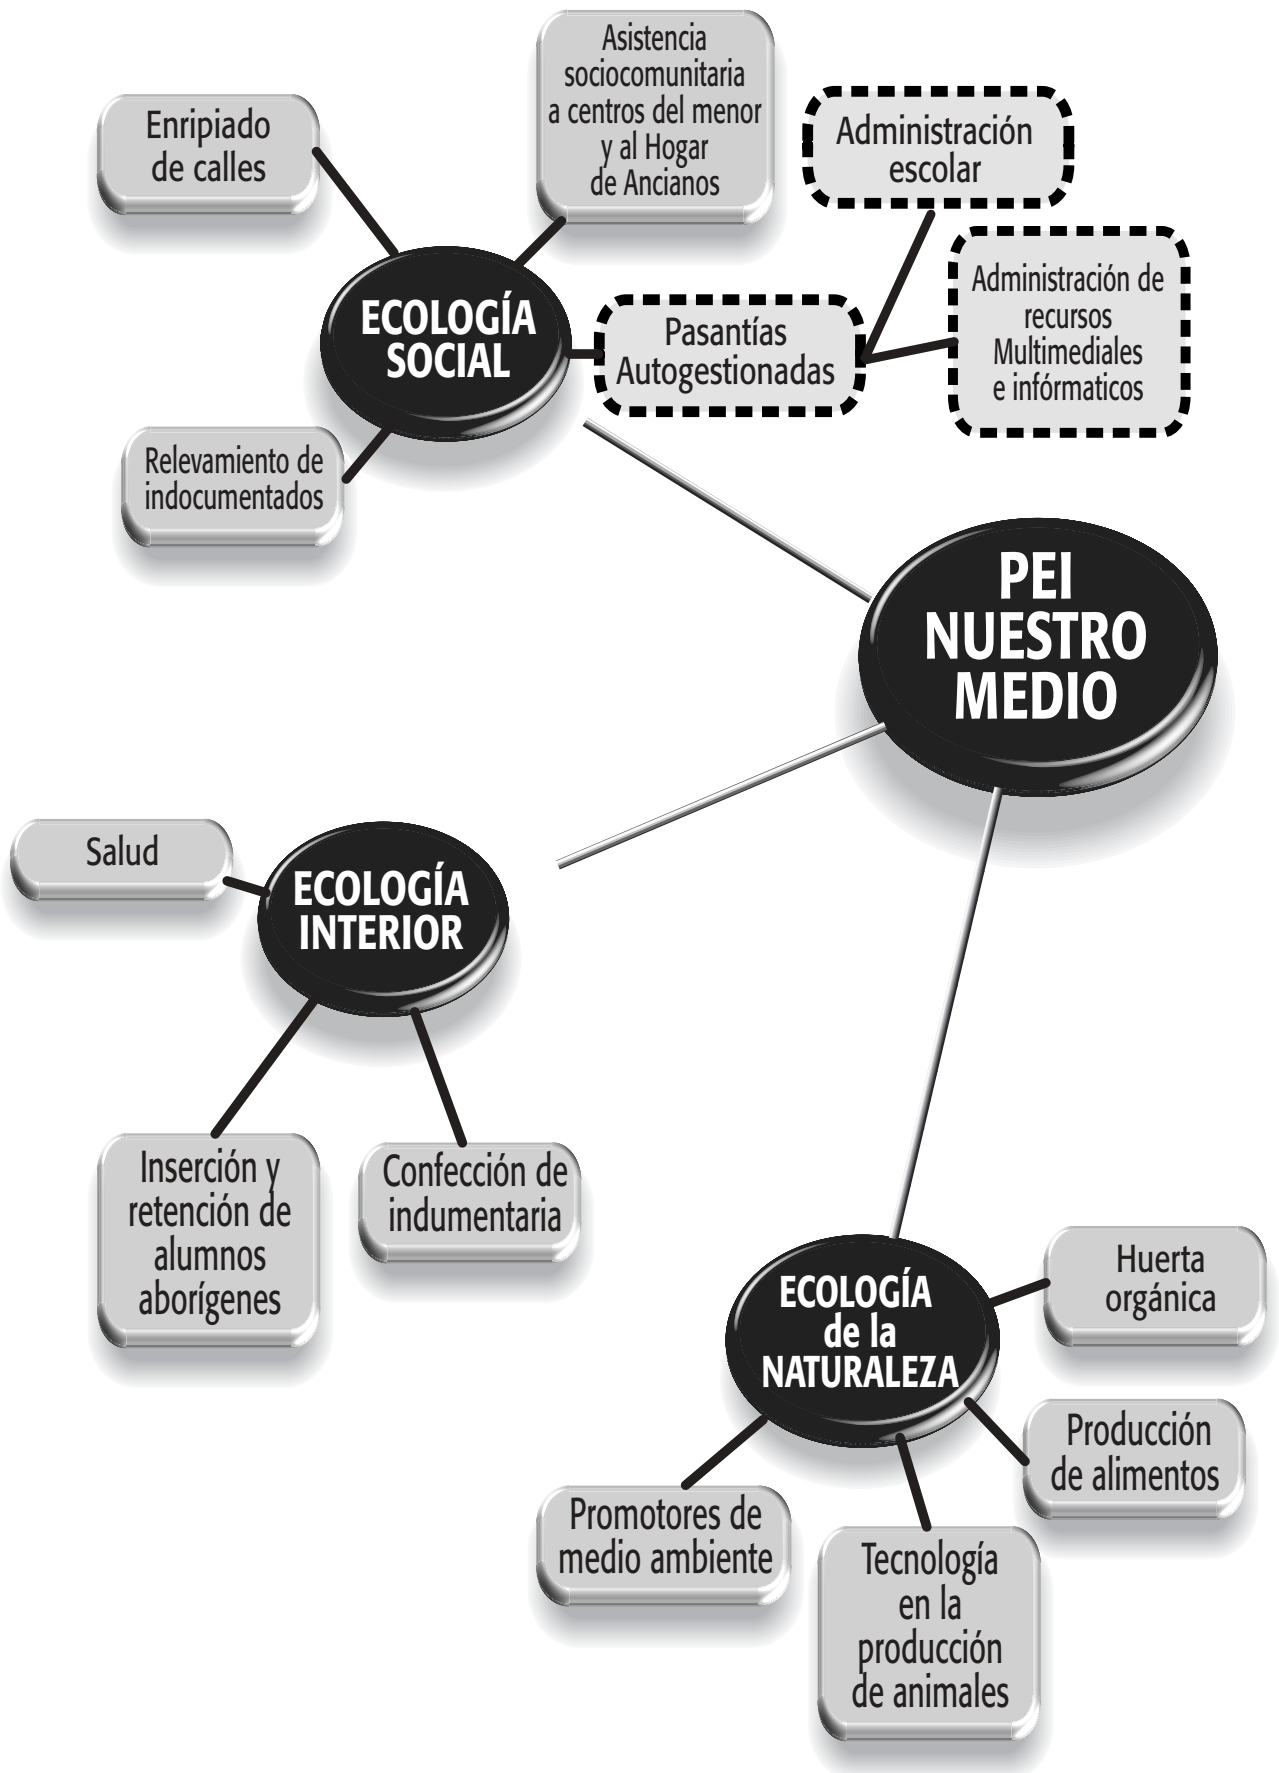 Asistencia
sociocomunitaria
a centros del menor
y al Hogar
de Ancianos
Enripiado
de calles
Administración
escolar
Administración de
recursos
Multimediales
e infórmaticos
ECOLOGÍA
SOCIAL
Pasantías
Autogestionadas
Relevamiento de
indocumentados
PEI
NUESTRO
MEDIO
Salud
ECOLOGÍA
INTERIOR
Inserción y
retención de
alumnos
aborígenes
Confección de
indumentaria
ECOLOGÍA
de la
NATURALEZA
Huerta
orgánica
Producción
de alimentos
Promotores de
medio ambiente
Tecnología
en la
producción
de animales